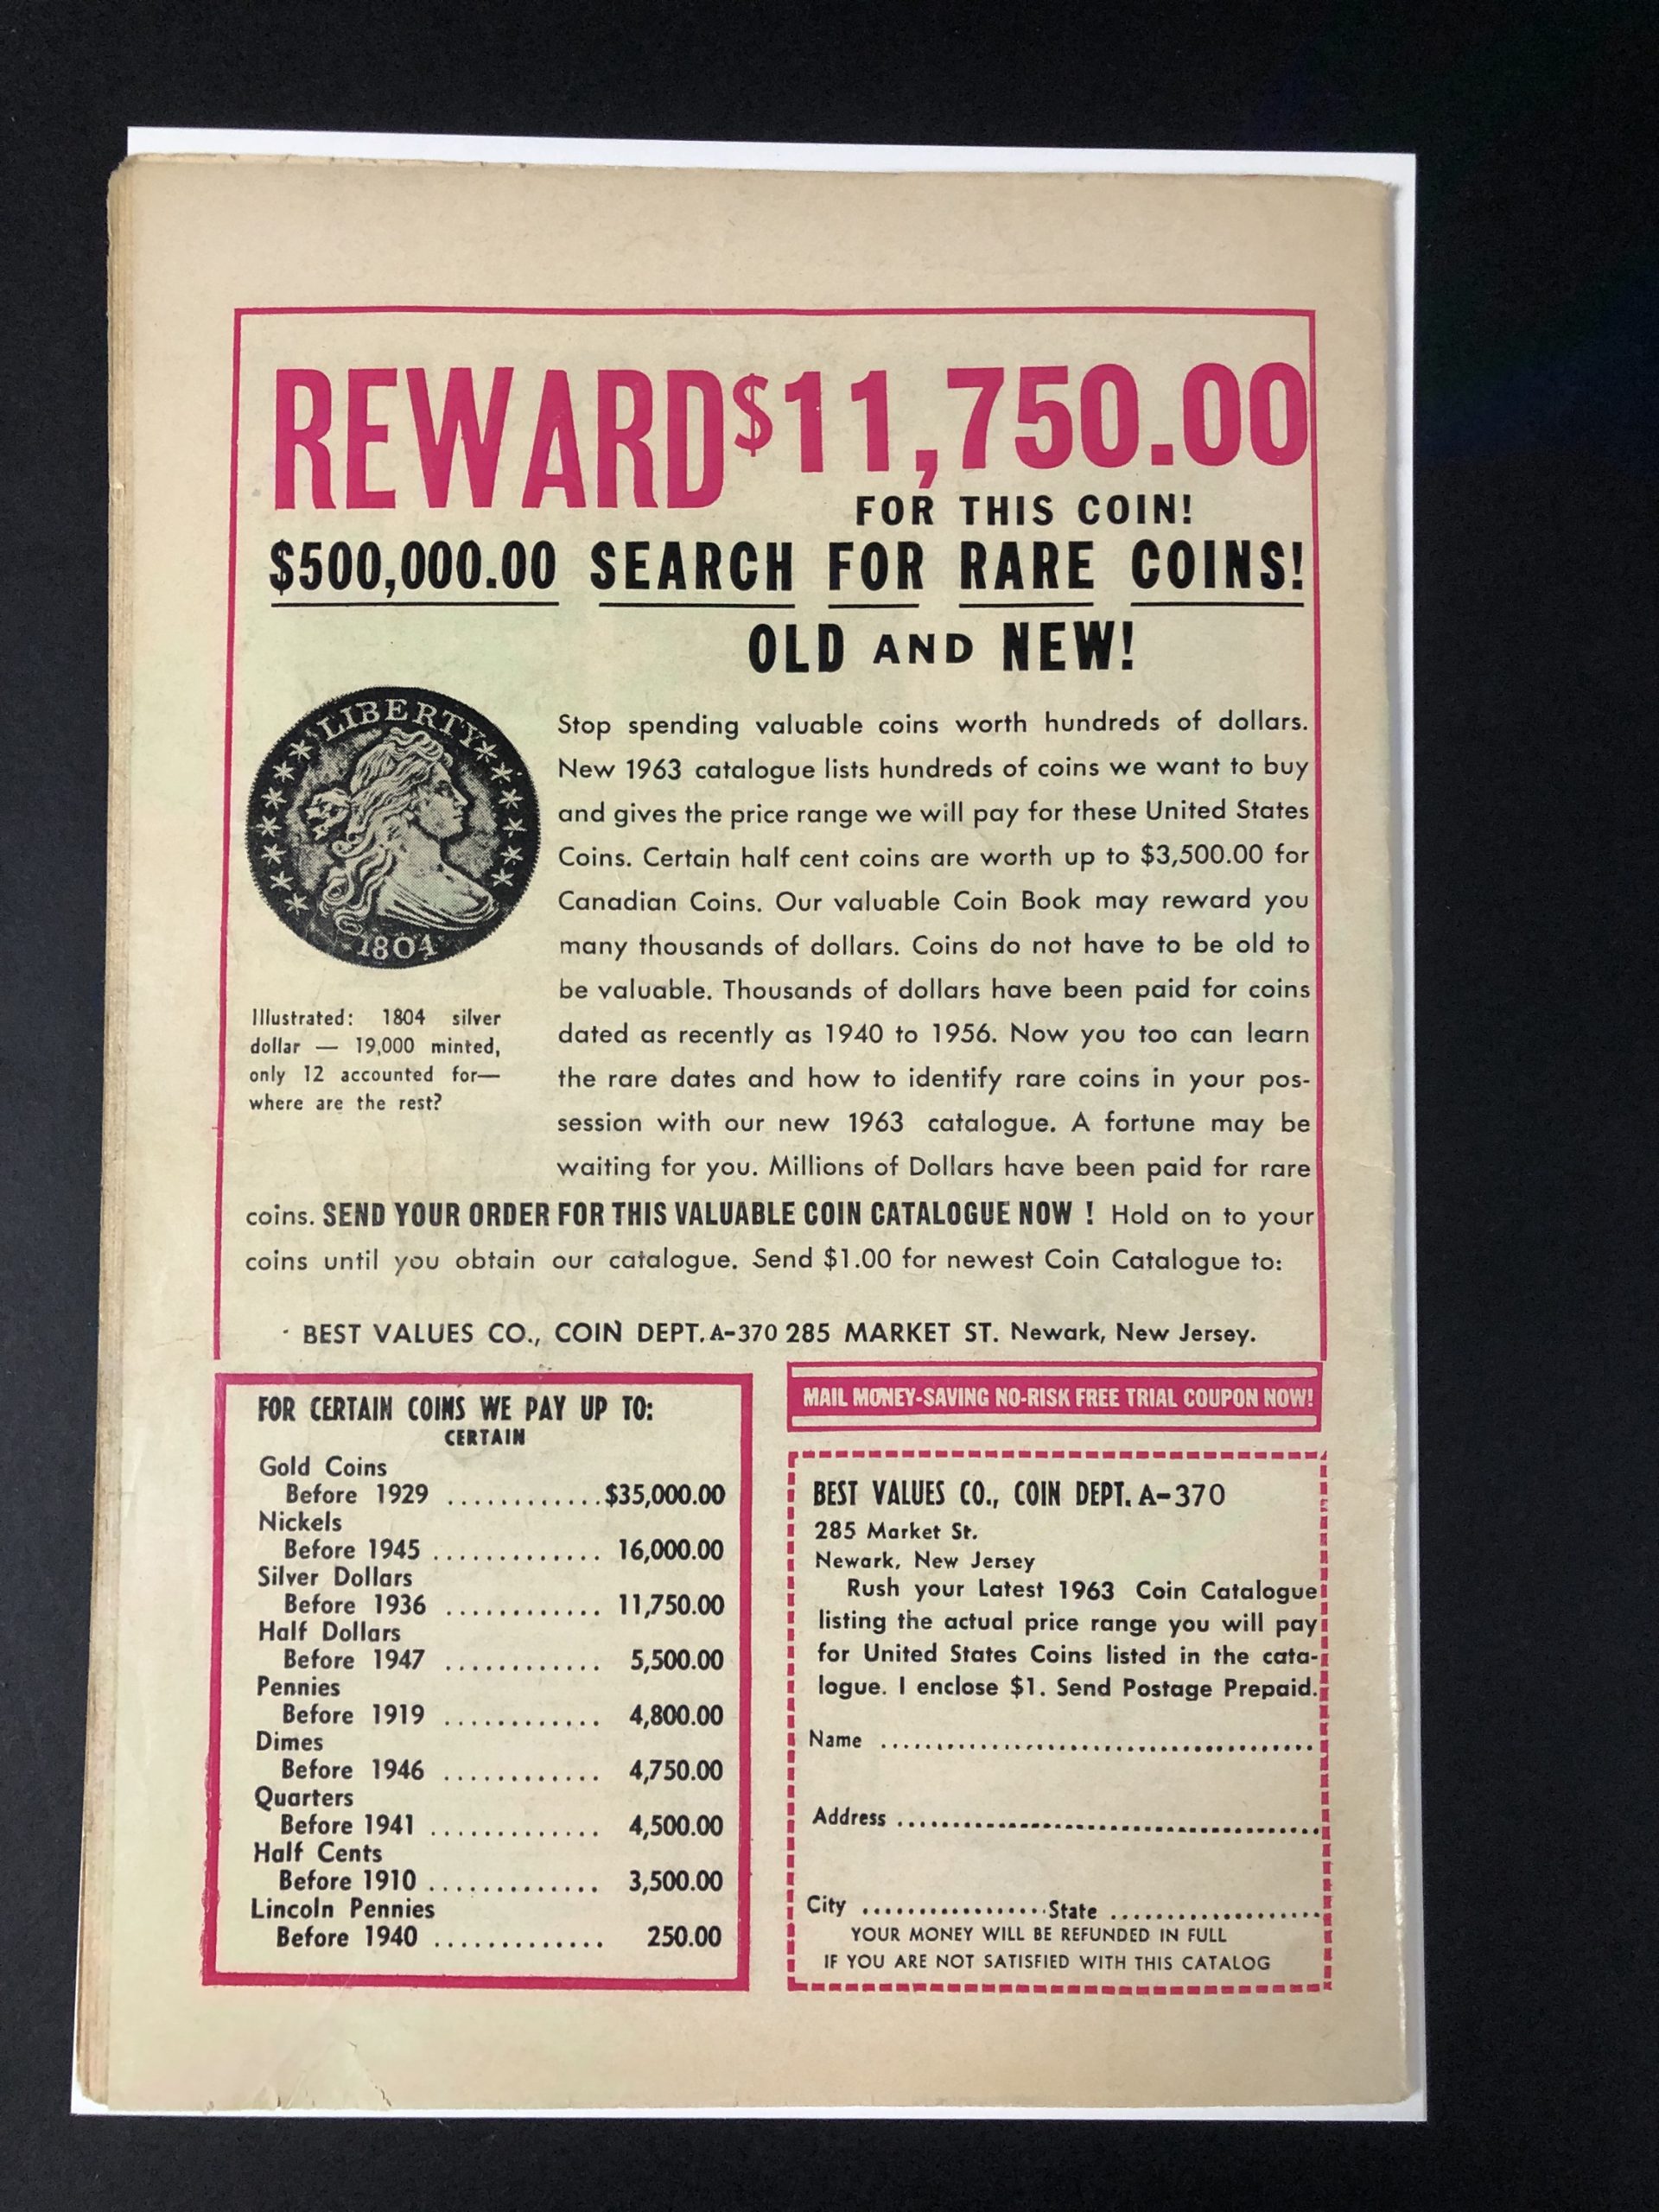 REWARD $11,750.00
FOR THIS COIN!
$500,000.00 SEARCH FOR RARE COINS!
OLD AND NEW!
LIBERTY
1804
Illustrated: 1804 silver
dollar — 19,000 minted,
only 12 accounted for—
where are the rest?
Stop spending valuable coins worth hundreds of dollars.
New 1963 catalogue lists hundreds of coins we want to buy
and gives the price range we will pay for these United States
Coins. Certain half cent coins are worth up to $3,500.00 for
Canadian Coins. Our valuable Coin Book may reward you
many thousands of dollars. Coins do not have to be old to
be valuable. Thousands of dollars have been paid for coins
dated as recently as 1940 to 1956. Now you too can learn
the rare dates and how to identify rare coins in your pos-
session with our new 1963 catalogue. A fortune may be
waiting for you. Millions of Dollars have been paid for rare
coins. SEND YOUR ORDER FOR THIS VALUABLE COIN CATALOGUE NOW ! Hold on to your
coins until you obtain our catalogue. Send $1.00 for newest Coin Catalogue to:
BEST VALUES CO., COIN DEPT. A-370 285 MARKET ST. Newark, New Jersey.
FOR CERTAIN COINS WE PAY UP TO:
CERTAIN
Gold Coins
Before 1929 ............$35,000.00
Nickels
Before 1945 ............. 16,000.00
Silver Dollars
Before 1936 ............ 11,750.00
Half Dollars
Before 1947 ............ 5,500.00
Pennies
Before 1919 ............ 4,800.00
Dimes
Before 1946 ............ 4,750.00
Quarters
Before 1941 ............. 4,500.00
Half Cents
Before 1910 ............. 3,500.00
Lincoln Pennies
Before 1940 ............. 250.00
MAIL MONEY-SAVING NO-RISK FREE TRIAL COUPON NOW!
BEST VALUES CO., COIN DEPT. A-370
285 Market St.
Newark, New Jersey
Rush your Latest 1963 Coin Catalogue
listing the actual price range you will pay
for United States Coins listed in the cata-
logue. I enclose $1. Send Postage Prepaid.
Name ........................................
Address ........................................
City .................. State ....................
YOUR MONEY WILL BE REFUNDED IN FULL
IF YOU ARE NOT SATISFIED WITH THIS CATALOG